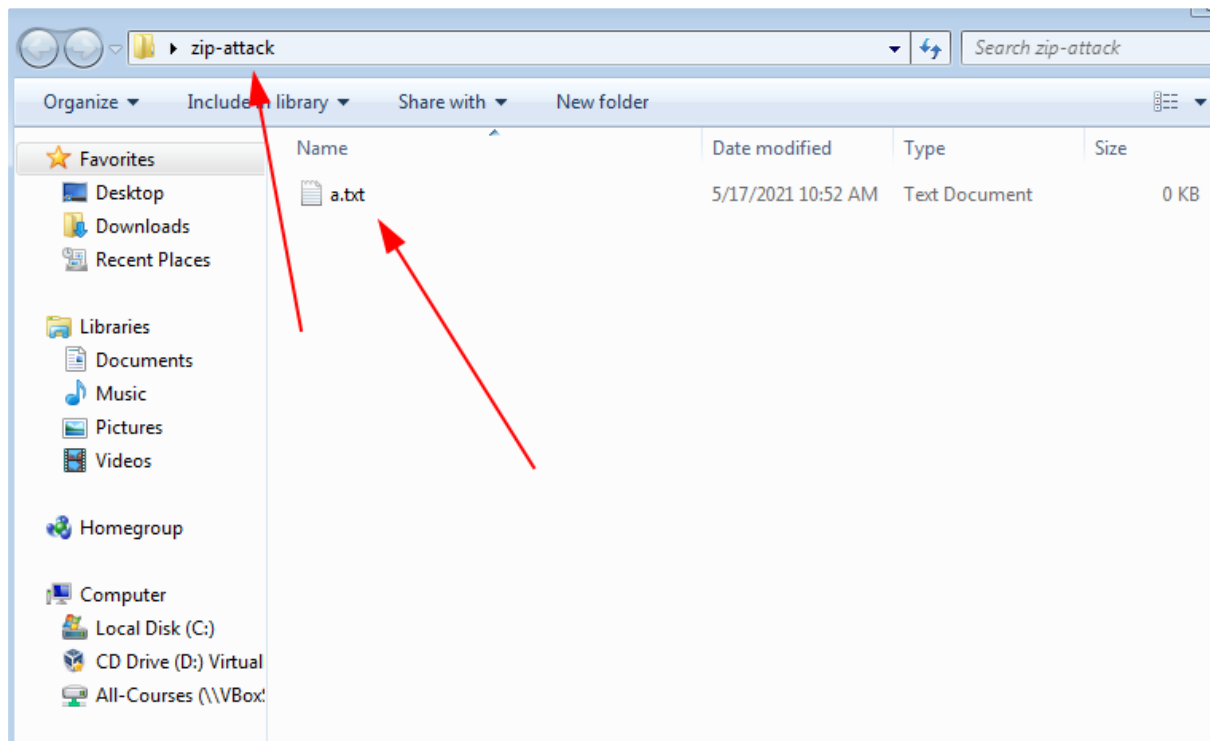 zip-attack
Search zip-attack
Organize
Include in library
Share with
New folder
Name
Date modified
Type
Size
a.txt
5/17/2021 10:52 AM
Text Document
0 KB
Favorites
Desktop
Downloads
Recent Places
Libraries
Documents
Music
Pictures
Videos
Homegroup
Computer
Local Disk (C:)
CD Drive (D:) Virtual
All-Courses (\\VBox